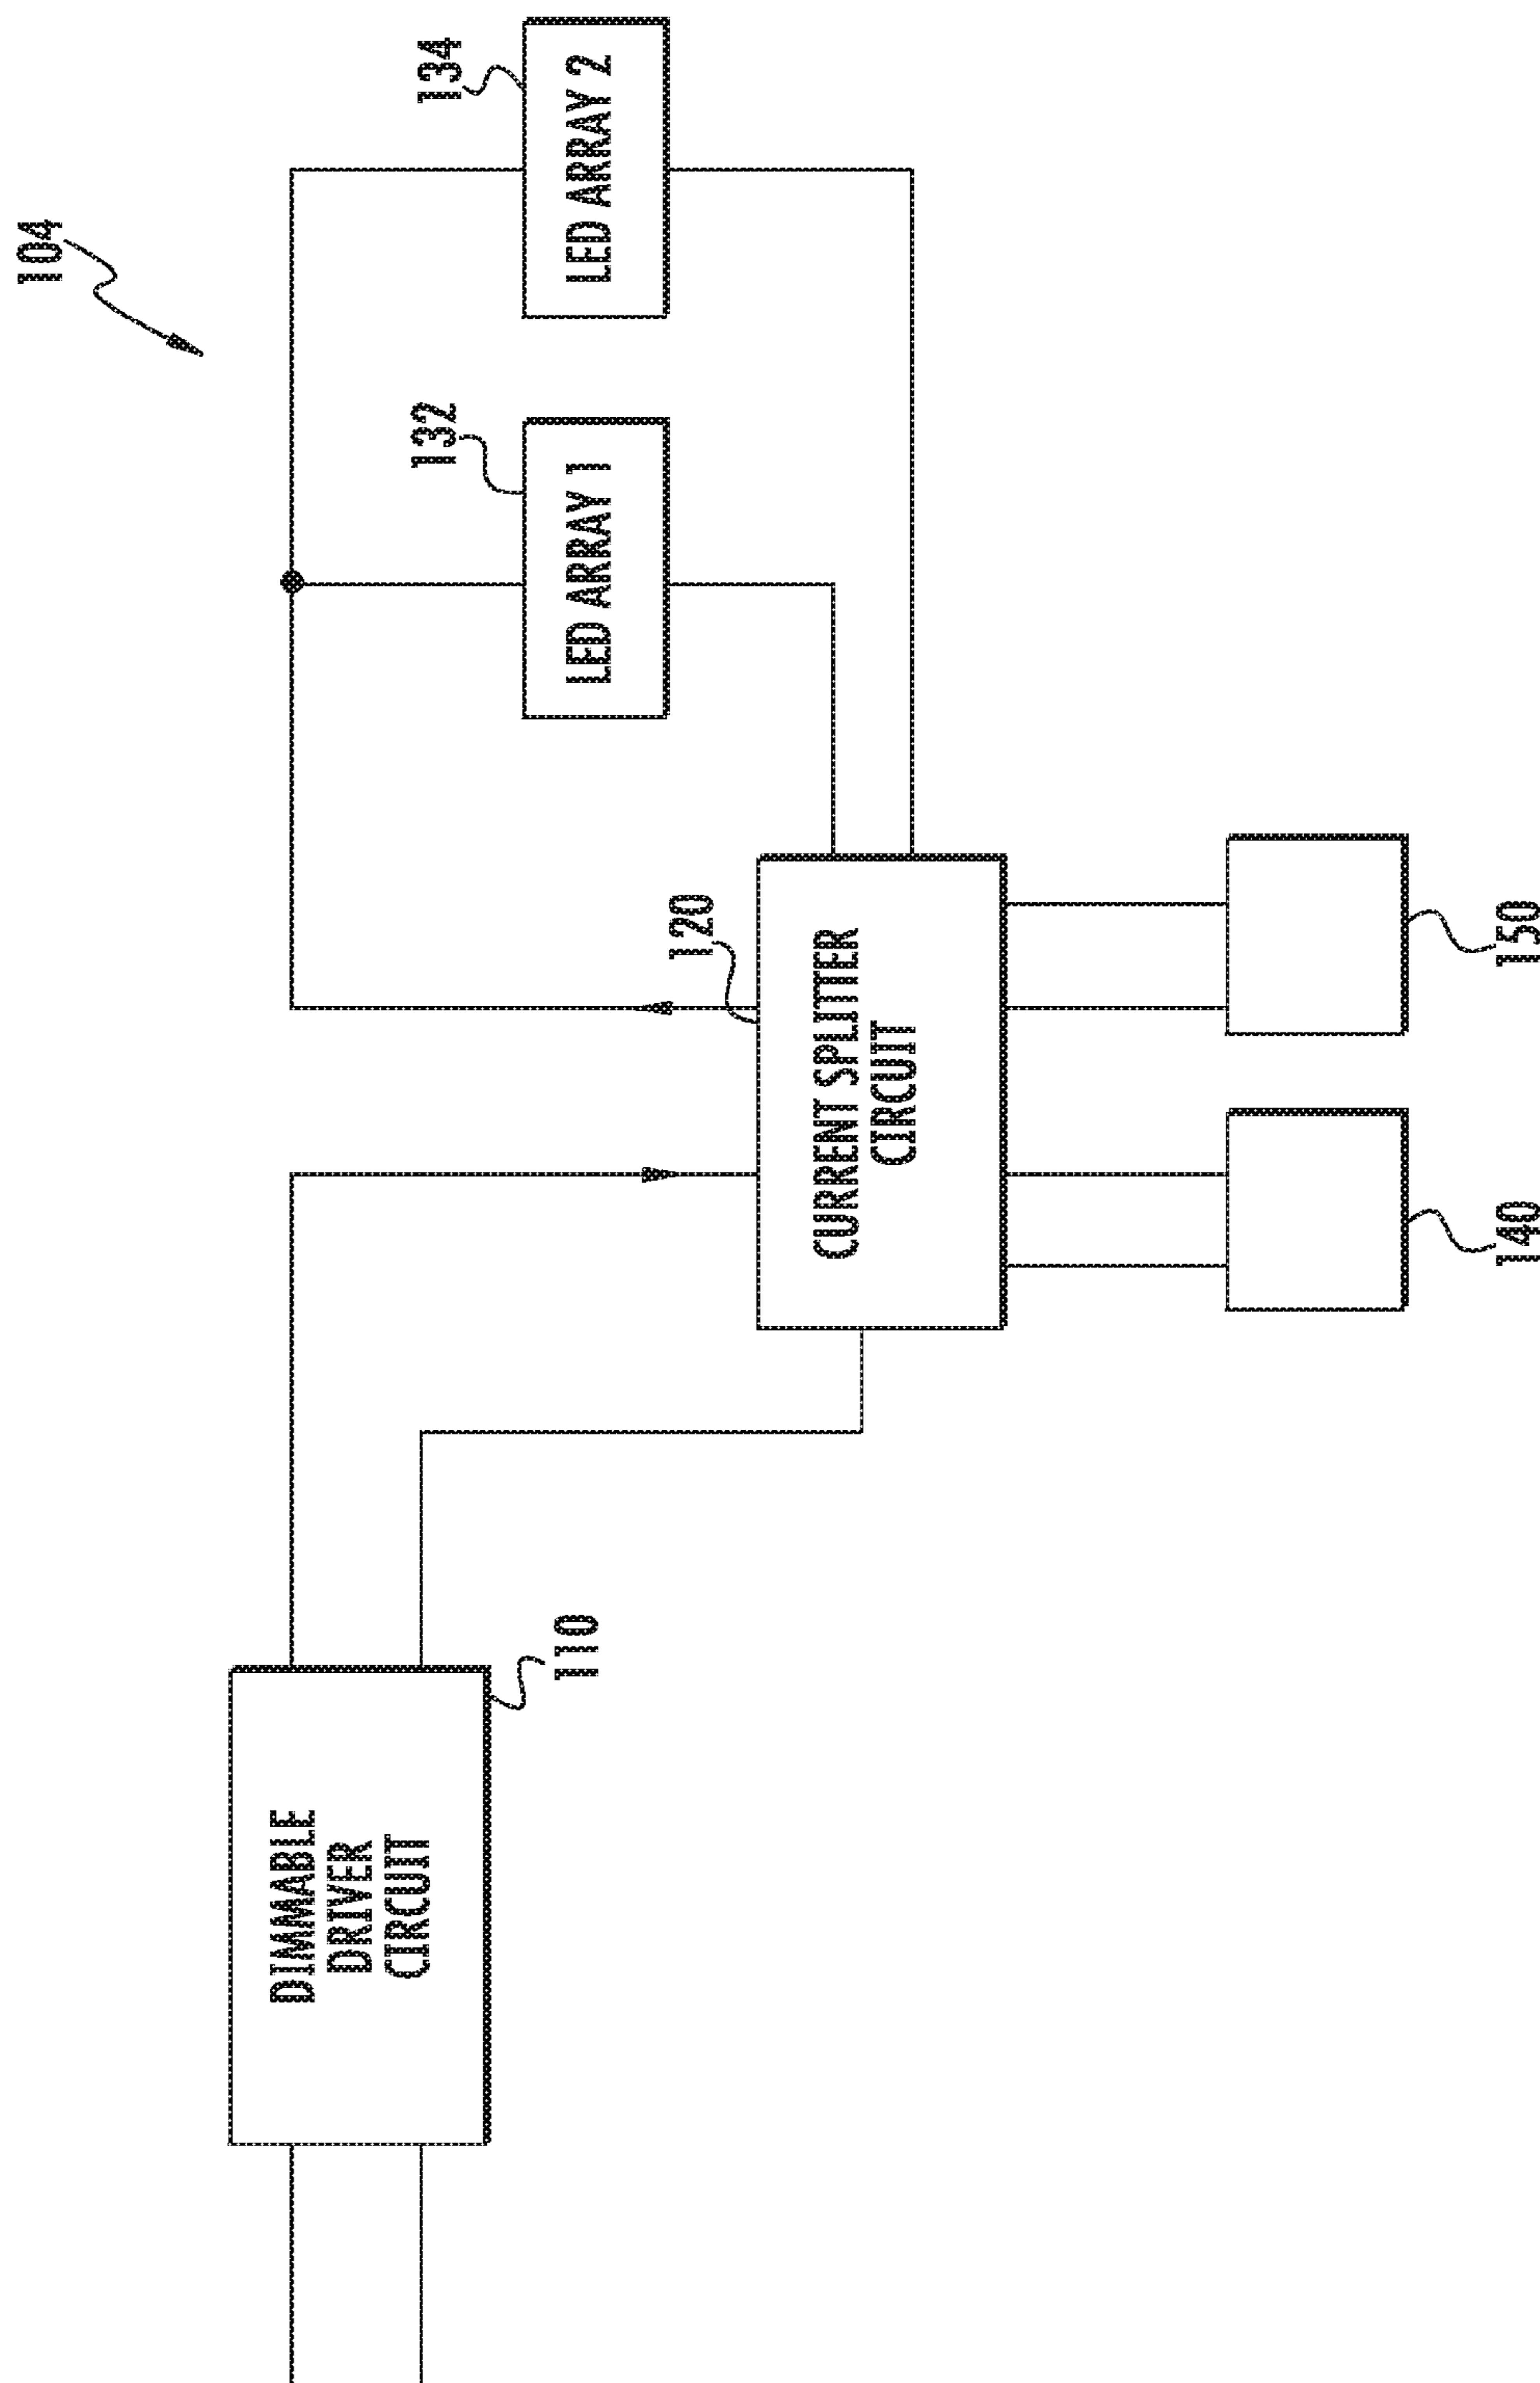 104
134
LED ARRAY 2
132
LED ARRAY 1
120
CURRENT SPLITTER
CIRCUIT
150
140
110
DIMMABLE
DRIVER
CIRCUIT